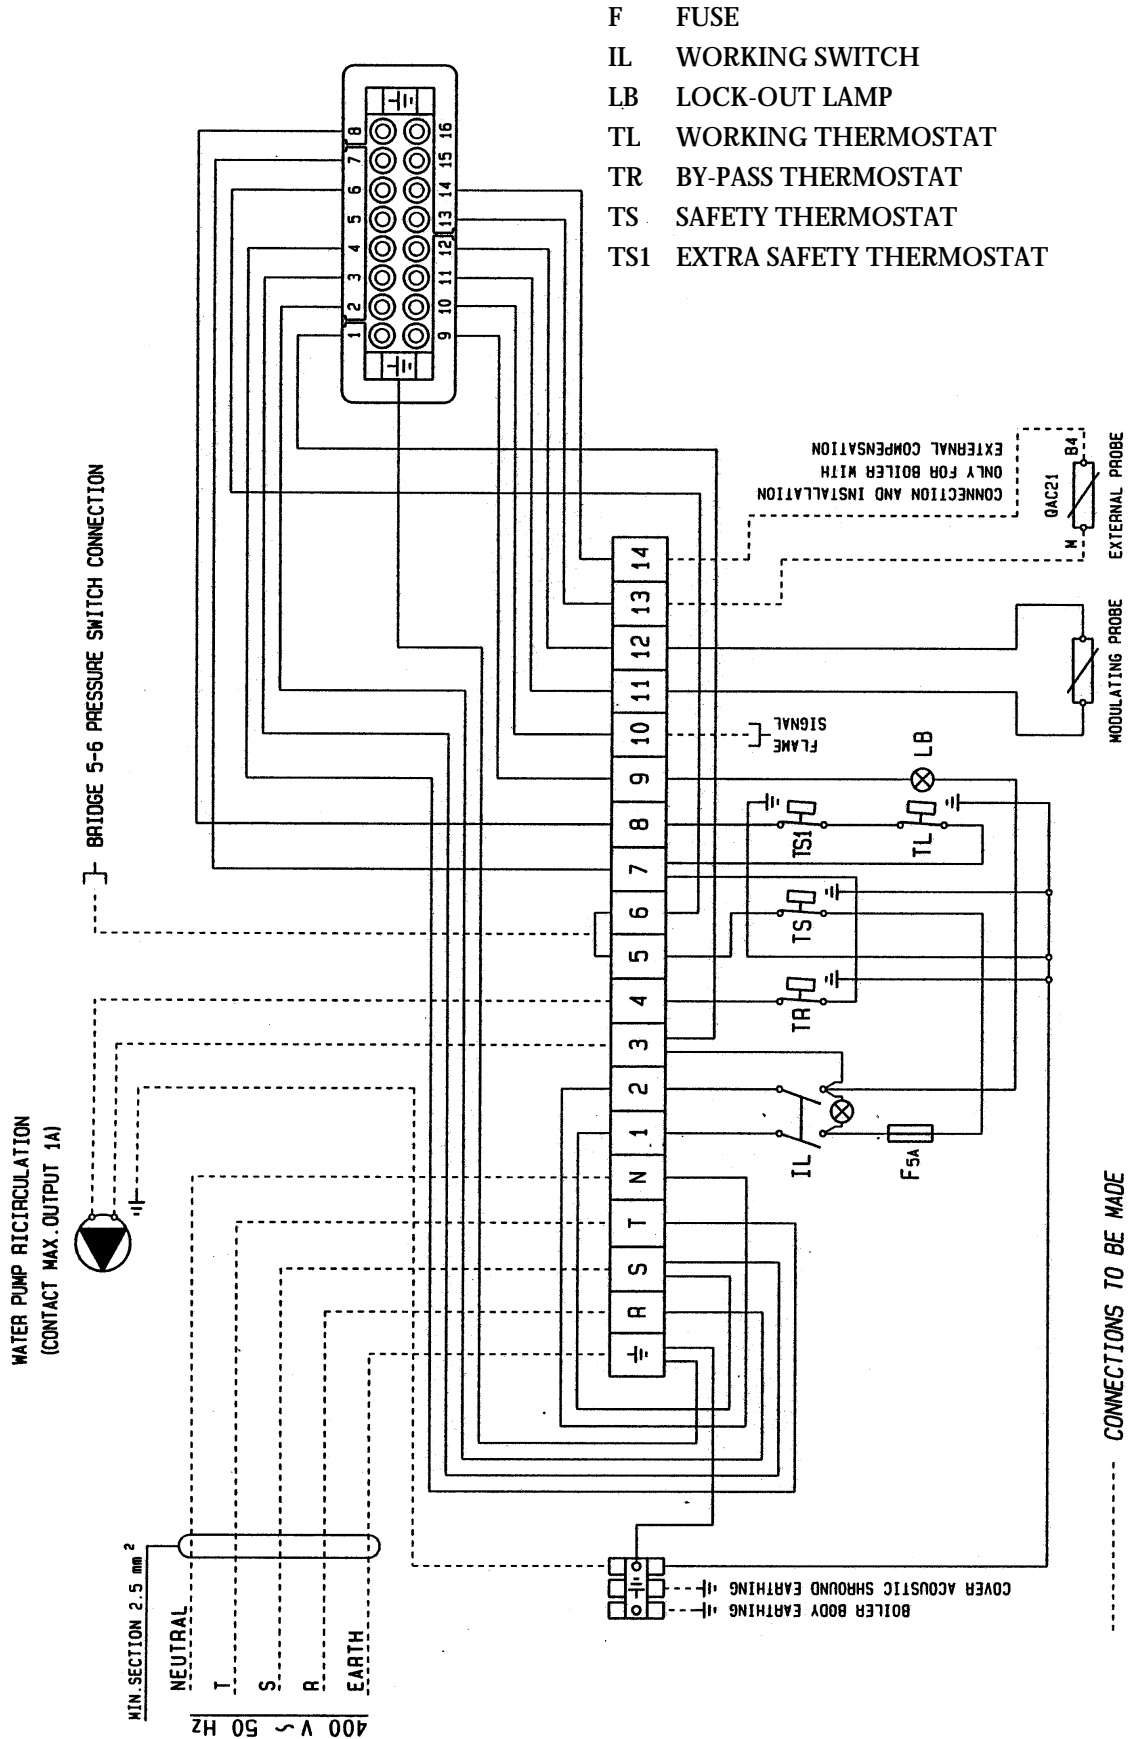 F FUSE
IL WORKING SWITCH
LB LOCK-OUT LAMP
TL WORKING THERMOSTAT
TR BY-PASS THERMOSTAT
TS SAFETY THERMOSTAT
TS1 EXTRA SAFETY THERMOSTAT
8 7 6 5 4 3 2 1
16 15 14 13 12 11 10 9
BRIDGE 5-6 PRESSURE SWITCH CONNECTION
CONNECTION AND INSTALLATION
ONLY FOR BOILER WITH
EXTERNAL COMPENSATION
QAC21
B4
M
EXTERNAL PROBE
MODULATING PROBE
FLAME
SIGNAL
14 13 12 11 10 9 8 7 6 5 4 3 2 1 N T S R
LB
TS1
TL
TS
TR
IL
F5A
WATER PUMP RICIRCULATION
(CONTACT MAX.OUTPUT 1A)
MIN.SECTION 2.5 mm 2
NEUTRAL
T
S
R
EARTH
400 V ~ 50 Hz
COVER ACOUSTIC SHROUND EARTHING
BOILER BODY EARTHING
CONNECTIONS TO BE MADE